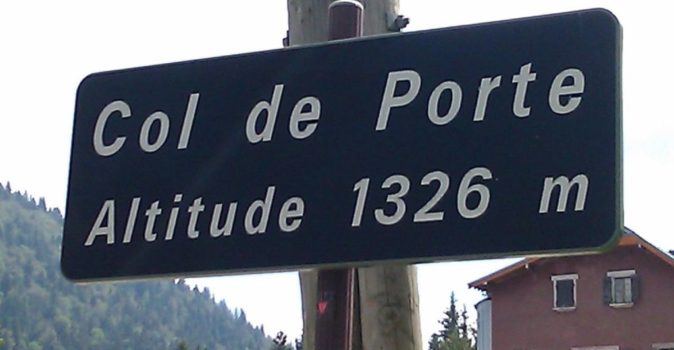 Col de Porte
Altitude 1326 m